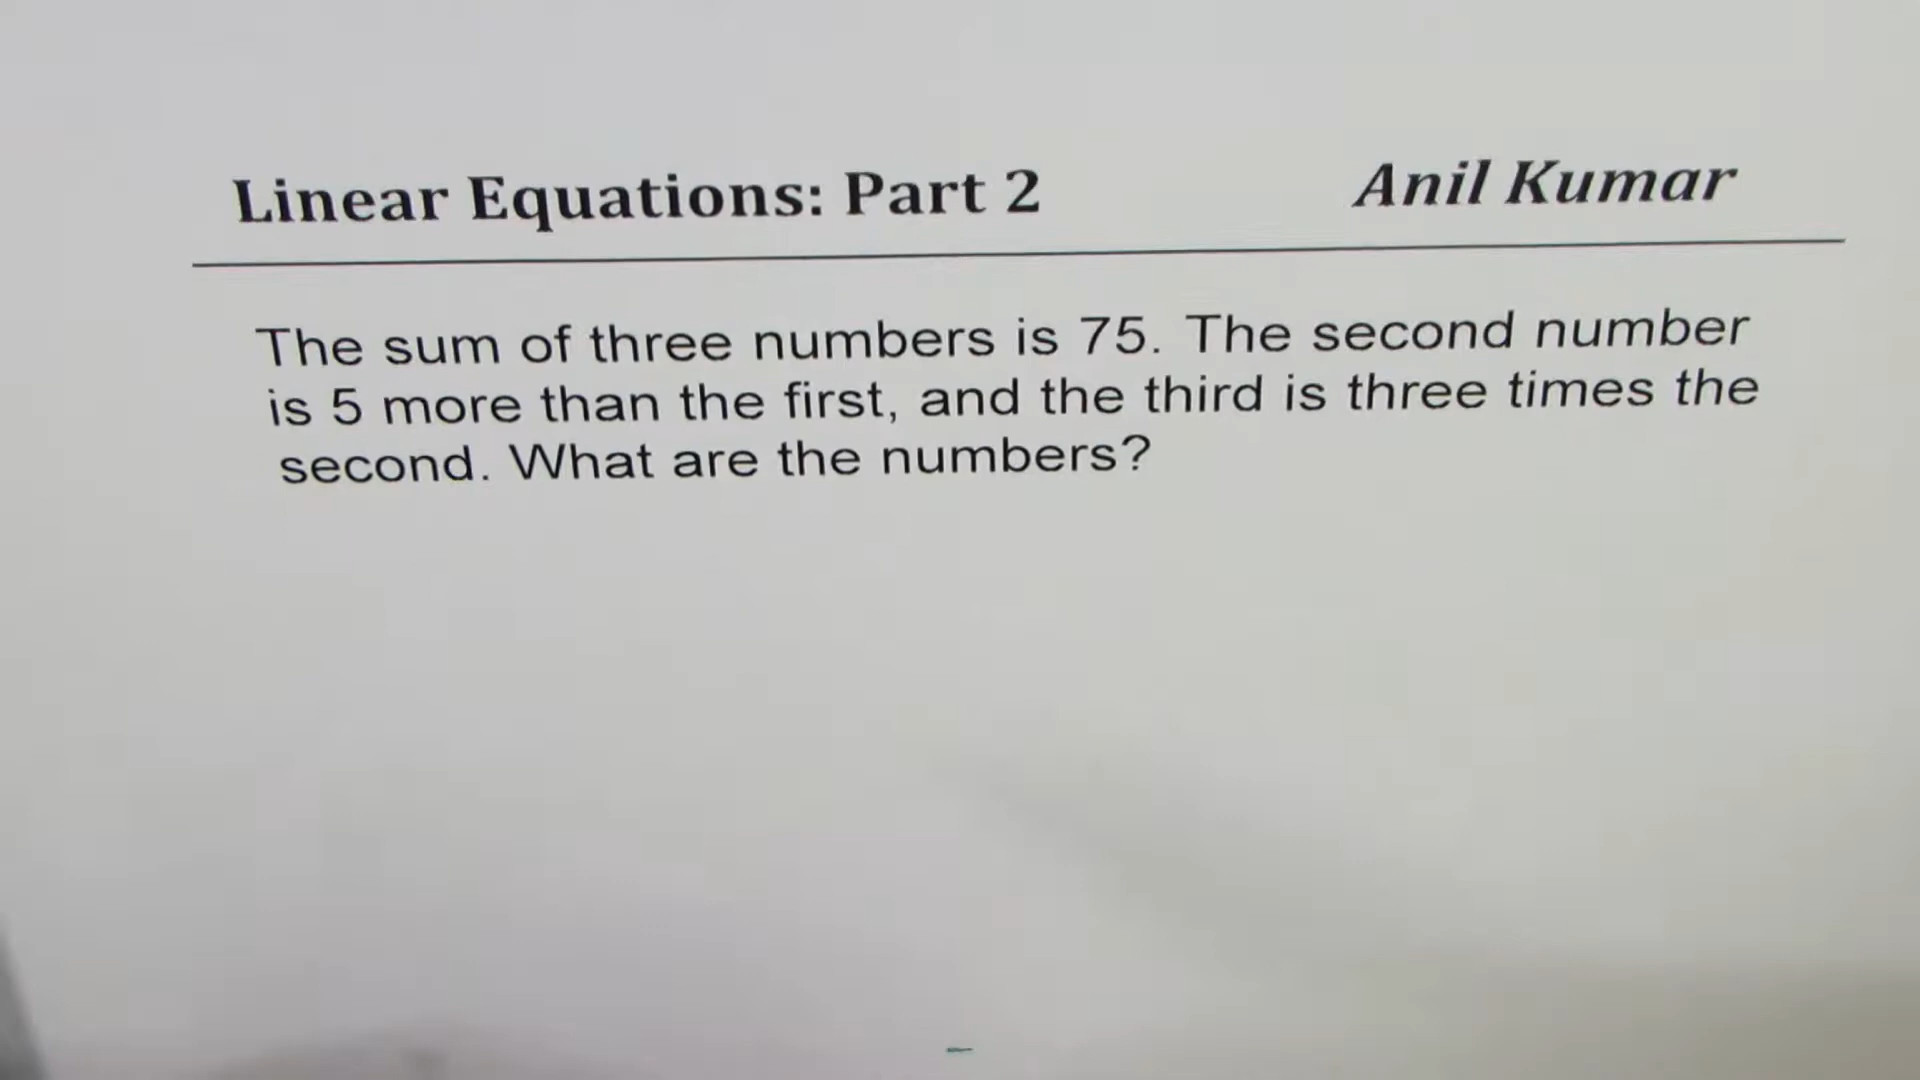 Linear Equations: Part 2
Anil Kumar
The sum of three numbers is 75. The second number
is 5 more than the first, and the third is three times the
second. What are the numbers?